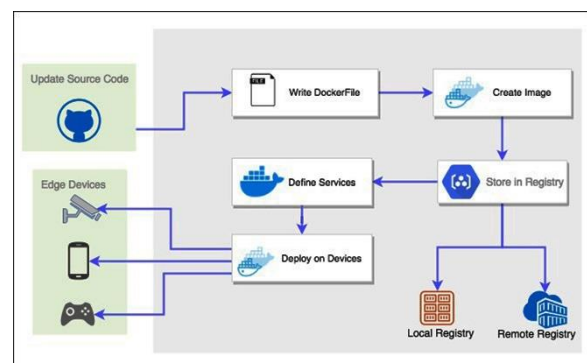 Update Source Code
FILE
Write DockerFile
Create Image
Edge Devices
Define Services
Store in Registry
Deploy on Devices
Local Registry
Remote Registry